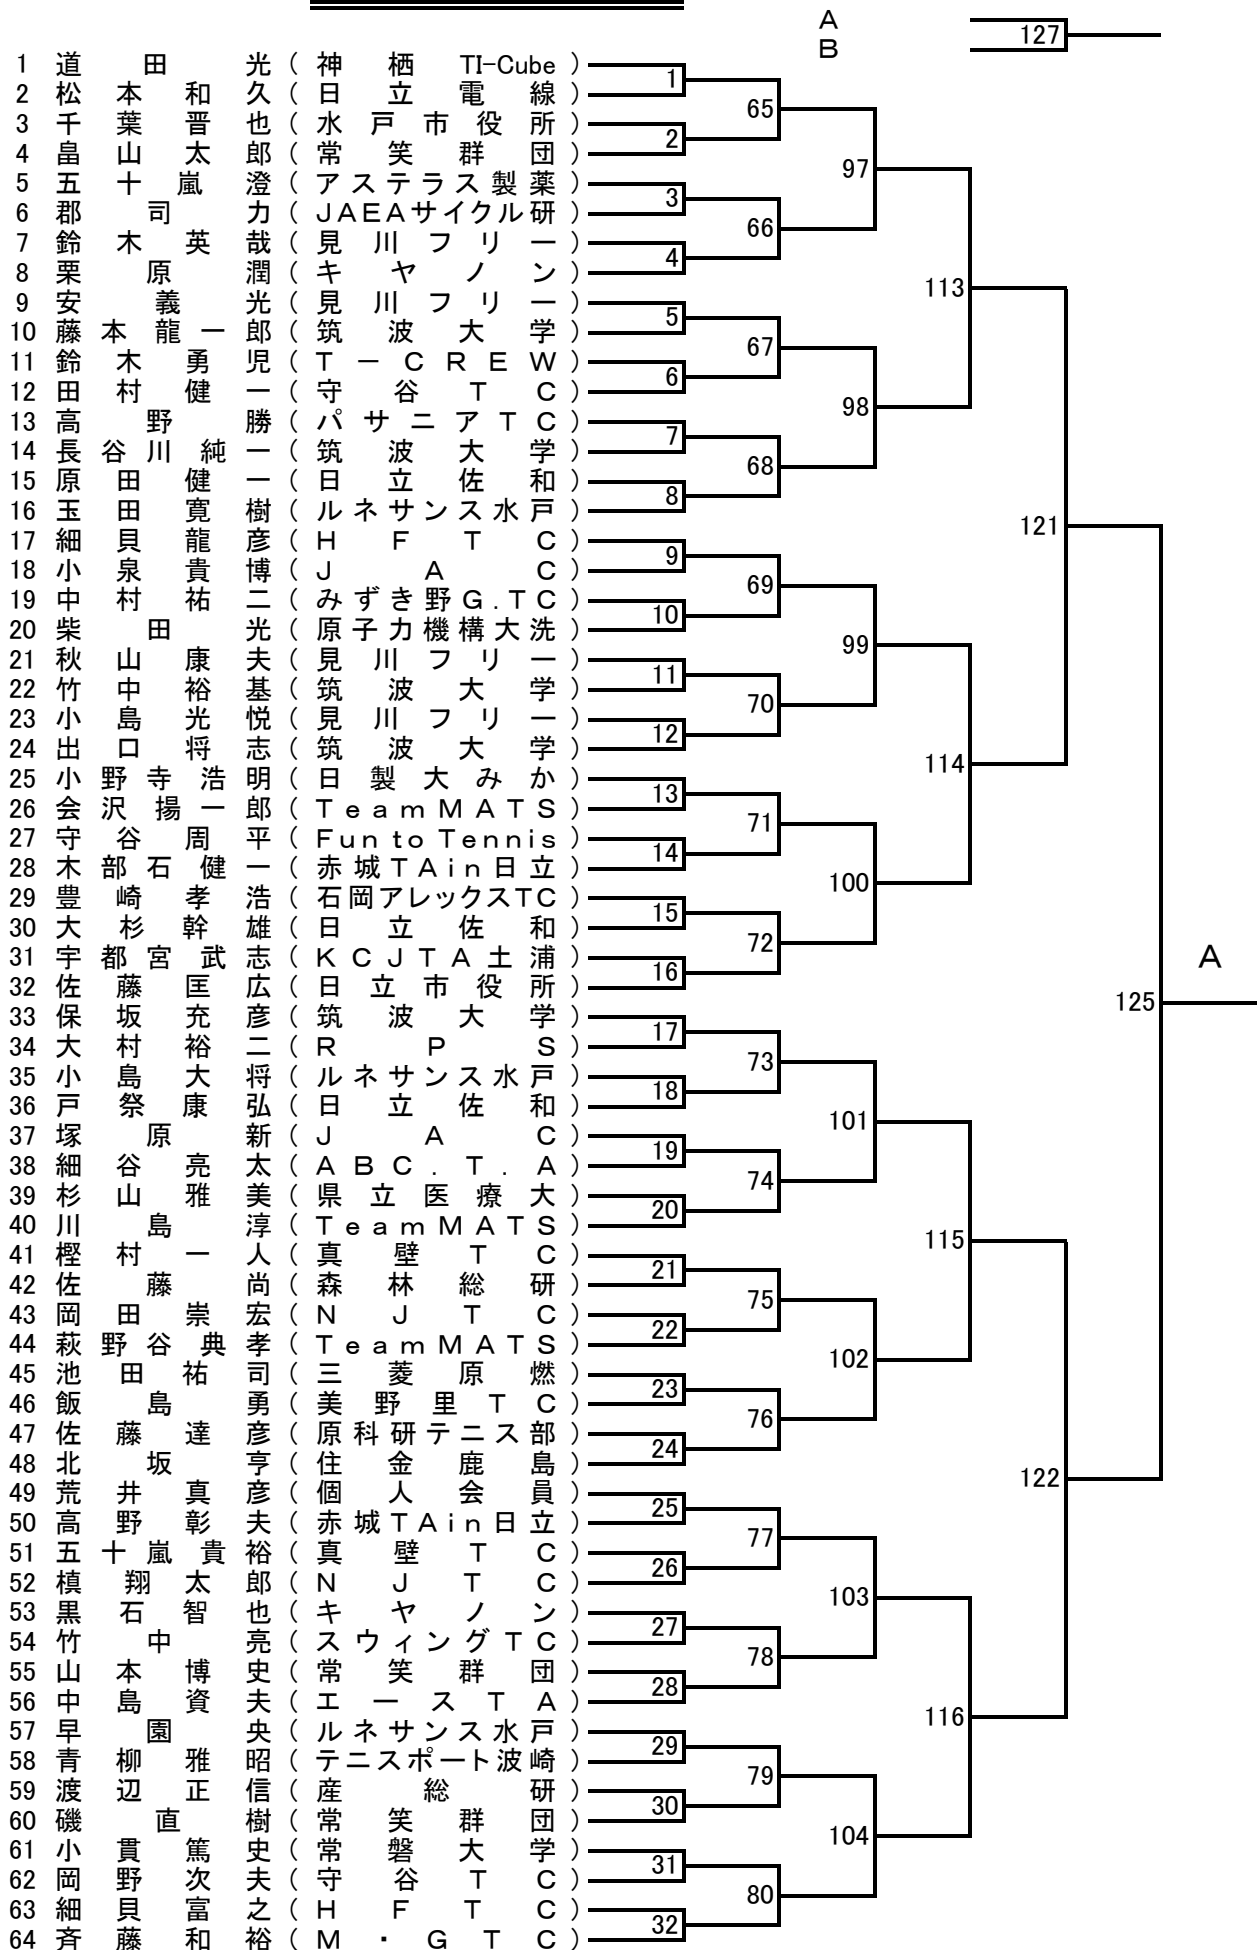 A
B
127
1 道田光 (神栖 TI-Cube)
2 松本和久 (日立電線)
3 千葉晋也 (水戸市役所)
4 畠山太郎 (常笑群団)
5 五十嵐澄 (アステラス製薬)
6 郡司力 (JAEAサイクル研)
7 鈴木英哉 (見川フリー)
8 栗原潤 (キヤノン)
9 安義光 (見川フリー)
10 藤本龍一郎 (筑波大学)
11 鈴木勇児 (T-CREW)
12 田村健一 (守谷TC)
13 高野勝 (パサニアTC)
14 長谷川純一 (筑波大学)
15 原田健一 (日立佐和)
16 玉田寛樹 (ルネサンス水戸)
17 細貝龍彦 (HFTC)
18 小泉貴博 (JAC)
19 中村祐二 (みずき野G.TC)
20 柴田光 (原子力機構大洗)
21 秋山康夫 (見川フリー)
22 竹中裕基 (筑波大学)
23 小島光悦 (見川フリー)
24 出口将志 (筑波大学)
25 小野寺浩明 (日製大みか)
26 会沢揚一郎 (TeamMATS)
27 守谷周平 (Fun to Tennis)
28 木部石健一 (赤城TAin日立)
29 豊崎孝浩 (石岡アレックスTC)
30 大杉幹雄 (日立佐和)
31 宇都宮武志 (KCJTA土浦)
32 佐藤匡広 (日立市役所)
33 保坂充彦 (筑波大学)
34 大村裕二 (RPS)
35 小島大将 (ルネサンス水戸)
36 戸祭康弘 (日立佐和)
37 塚原新 (JAC)
38 細谷亮太 (ABC.T.A)
39 杉山雅美 (県立医療大)
40 川島淳 (TeamMATS)
41 樫村一人 (真壁TC)
42 佐藤尚 (森林総研)
43 岡田崇宏 (NJTC)
44 萩野谷典孝 (TeamMATS)
45 池田祐司 (三菱原燃)
46 飯島勇 (美野里TC)
47 佐藤達彦 (原科研テニス部)
48 北坂亨 (住金鹿島)
49 荒井真彦 (個人会員)
50 高野彰夫 (赤城TAin日立)
51 五十嵐貴裕 (真壁TC)
52 槙翔太郎 (NJTC)
53 黒石智也 (キヤノン)
54 竹中亮 (スウィングTC)
55 山本博史 (常笑群団)
56 中島資夫 (エースTA)
57 早園央 (ルネサンス水戸)
58 青柳雅昭 (テニスポート波崎)
59 渡辺正信 (産総研)
60 磯直樹 (常笑群団)
61 小貫篤史 (常磐大学)
62 岡野次夫 (守谷TC)
63 細貝富之 (HFTC)
64 斉藤和裕 (M・GTC)
1
2
3
4
5
6
7
8
9
10
11
12
13
14
15
16
17
18
19
20
21
22
23
24
25
26
27
28
29
30
31
32
65
66
67
68
69
70
71
72
73
74
75
76
77
78
79
80
97
98
99
100
101
102
103
104
113
114
115
116
121
122
125
A